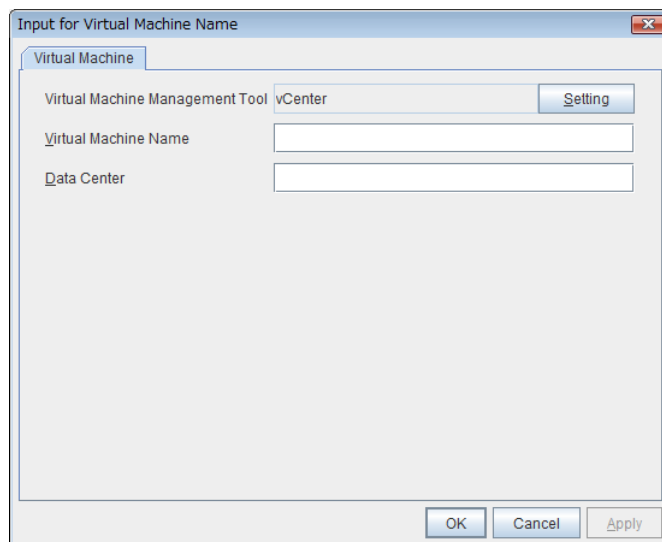 Input for Virtual Machine Name
Virtual Machine
Virtual Machine Management Tool vCenter Setting
Virtual Machine Name
Data Center
OK Cancel Apply